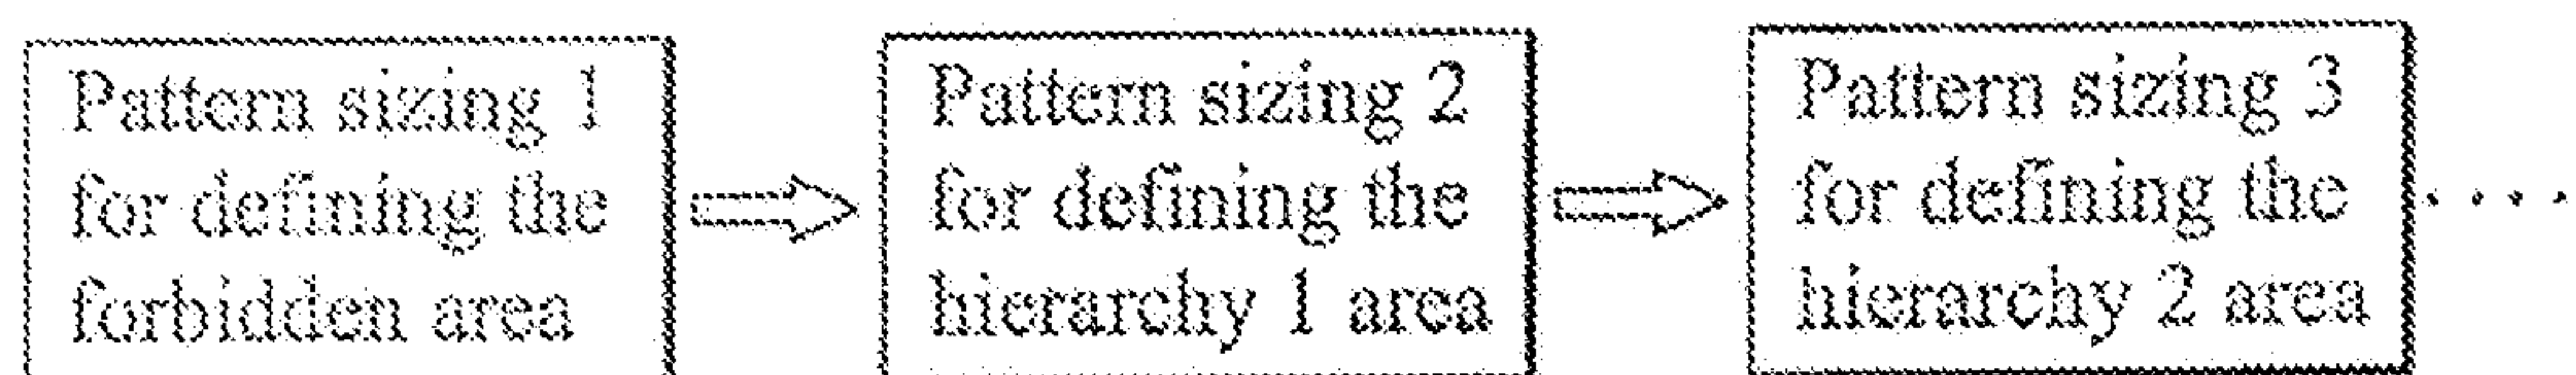 Pattern sizing 1
for defining the
forbidden area
Pattern sizing 2
for defining the
hierarchy 1 area
Pattern sizing 3
for defining the
hierarchy 2 area
....